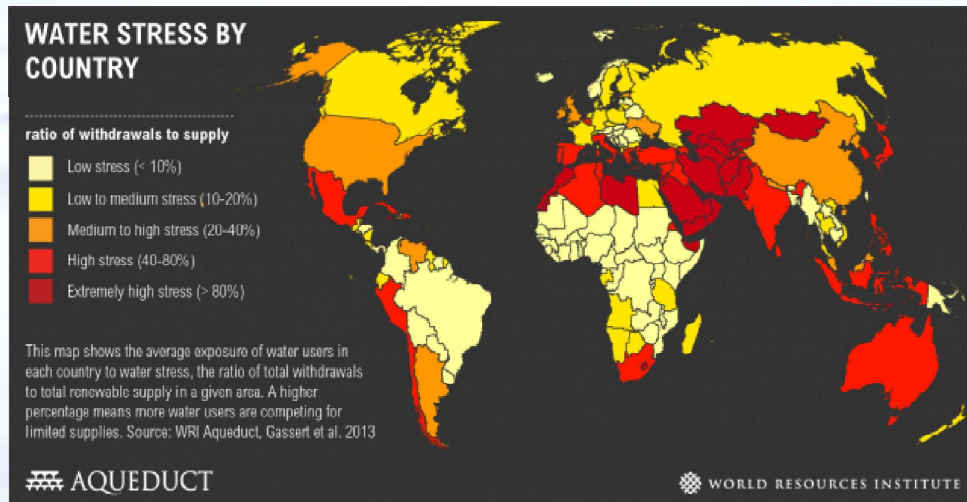 WATER STRESS BY
COUNTRY
ratio of withdrawals to supply
Low stress (< 10%)
Low to medium stress (10-20%)
Medium to high stress (20-40%)
High stress (40-80%)
Extremely high stress (> 80%)
This map shows the average exposure of water users in
each country to water stress, the ratio of total withdrawals
to total renewable supply in a given area. A higher
percentage means more water users are competing for
limited supplies. Source: WRI Aqueduct, Gassert et al. 2013
AQUEDUCT
WORLD RESOURCES INSTITUTE